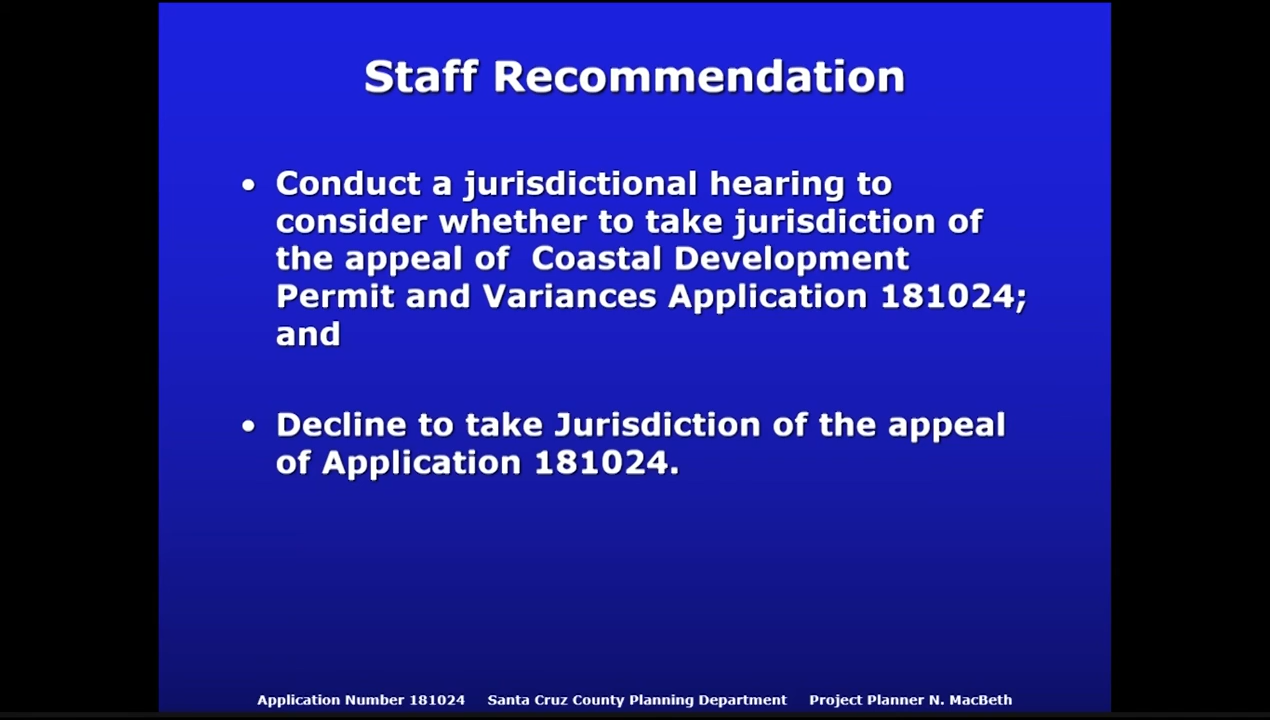 Staff Recommendation
• Conduct a jurisdictional hearing to
consider whether to take jurisdiction of
the appeal of  Coastal Development
Permit and Variances Application 181024;
and
• Decline to take Jurisdiction of the appeal
of Application 181024.
Application Number 181024    Santa Cruz County Planning Department    Project Planner N. MacBeth